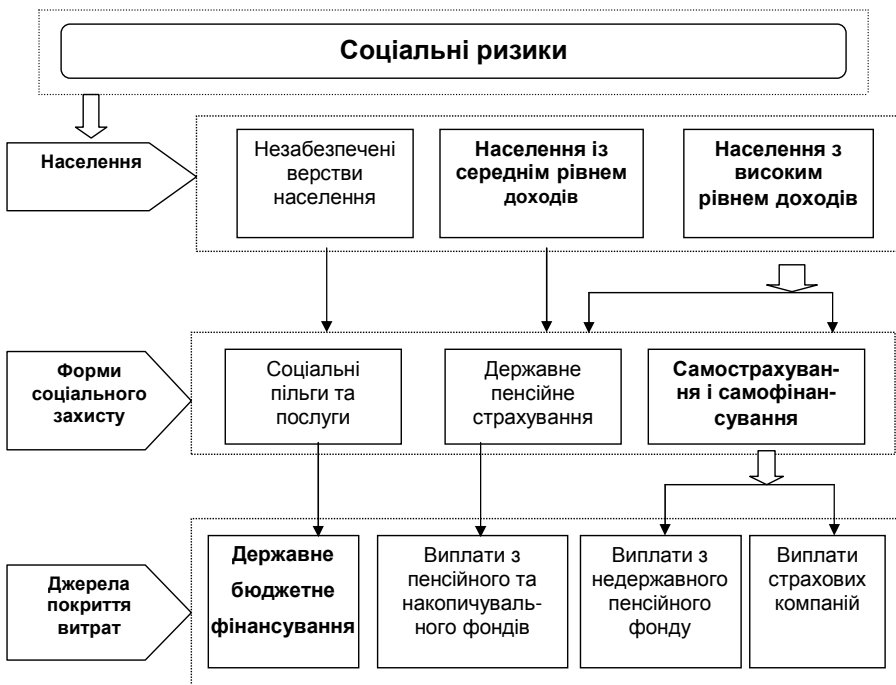 Соціальні ризики
Населення
Незабезпечені
верстви
населення
Населення із
середнім рівнем
доходів
Населення з
високим
рівнем доходів
Форми
соціального
захисту
Соціальні
пільги та
послуги
Державне
пенсійне
страхування
Самострахуван-
ня і самофінан-
сування
Джерела
покриття
витрат
Державне
бюджетне
фінансування
Виплати з
пенсійного та
накопичуваль-
ного фондів
Виплати з
недержавного
пенсійного
фонду
Виплати
страхових
компаній